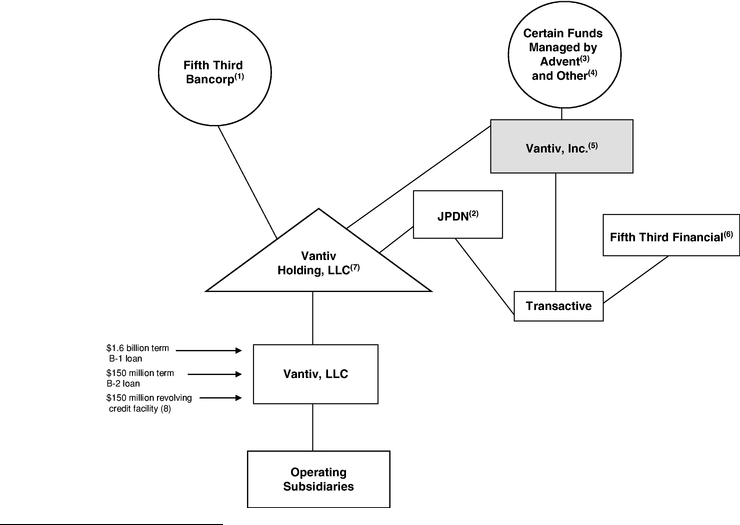 Fifth Third
Bancorp(1)
Certain Funds
Managed by
Advent(3)
and Other(4)
Vantiv, Inc.(5)
JPDN(2)
Fifth Third Financial(6)
Vantiv
Holding, LLC(7)
Transactive
$1.6 billion term
B-1 loan
$150 million term
B-2 loan
$150 million revolving
credit facility (8)
Vantiv, LLC
Operating
Subsidiaries